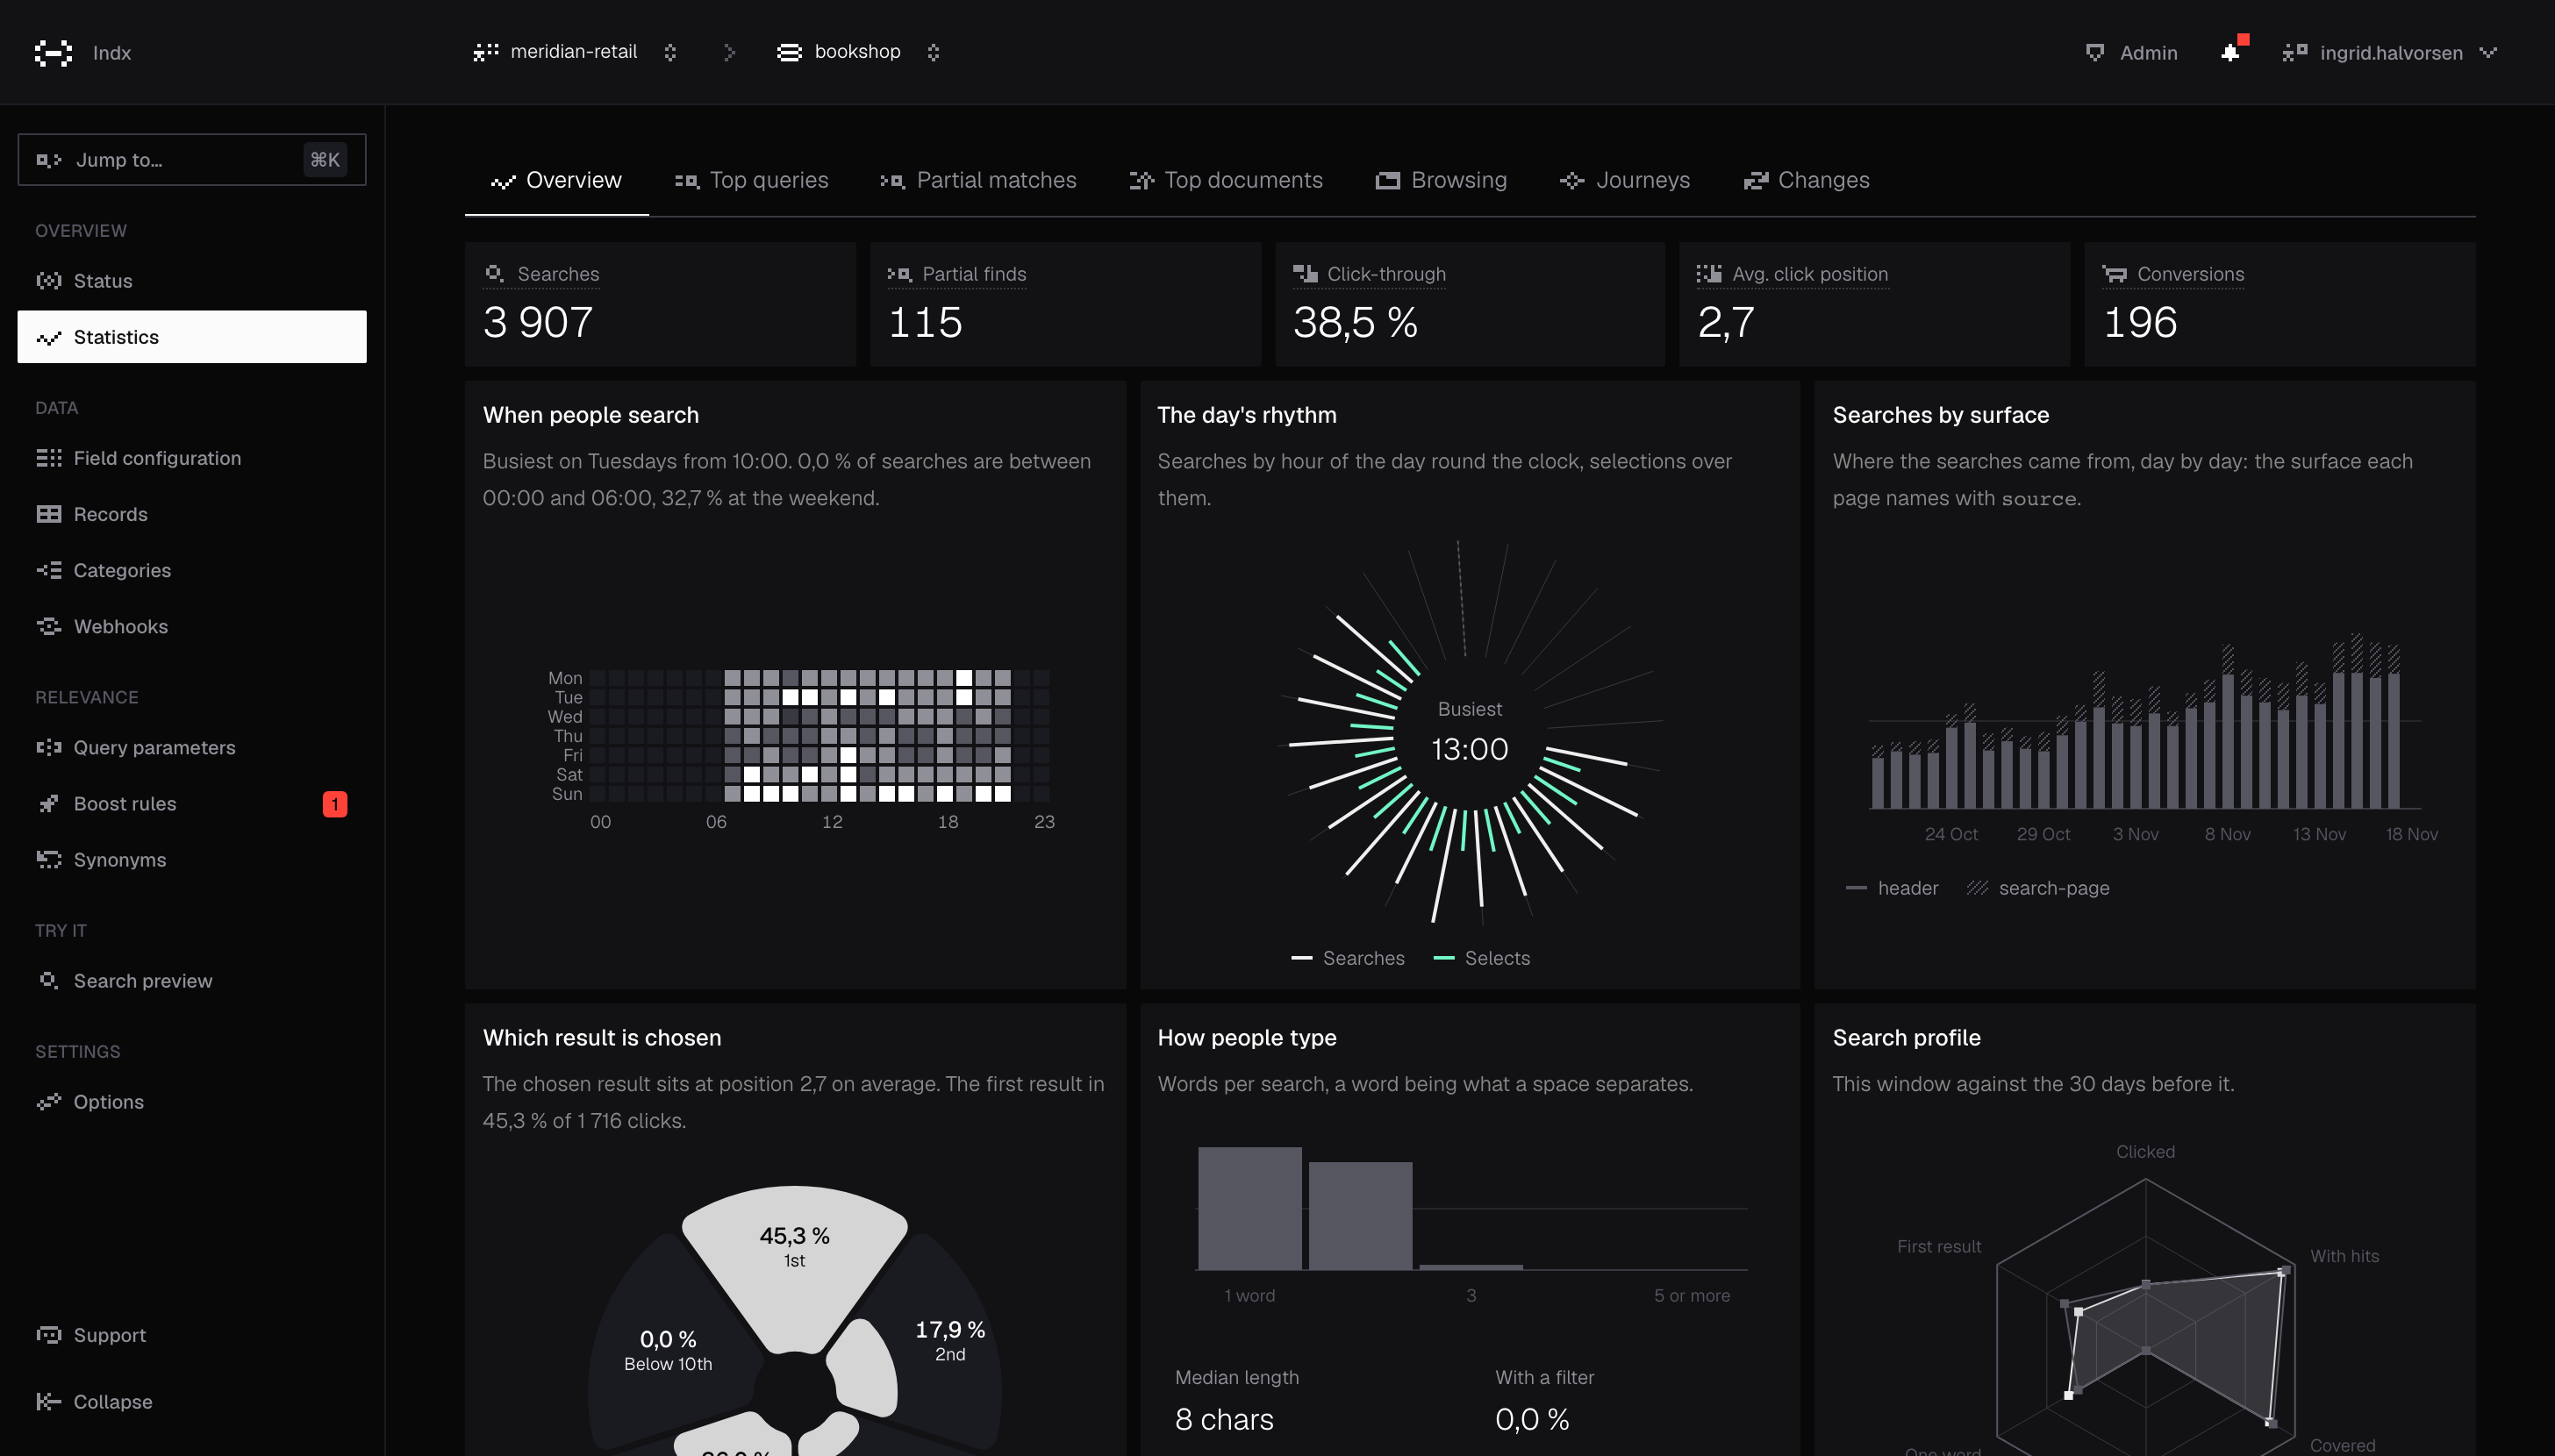 Indx
meridian-retail
bookshop
Admin
ingrid.halvorsen
Jump to...
⌘K
OVERVIEW
Status
Statistics
DATA
Field configuration
Records
Categories
Webhooks
RELEVANCE
Query parameters
Boost rules
1
Synonyms
TRY IT
Search preview
SETTINGS
Options
Support
Collapse
Overview
Top queries
Partial matches
Top documents
Browsing
Journeys
Changes
Searches
3 907
Partial finds
115
Click-through
38,5 %
Avg. click position
2,7
Conversions
196
When people search
Busiest on Tuesdays from 10:00. 0,0 % of searches are between
00:00 and 06:00, 32,7 % at the weekend.
Mon
Tue
Wed
Thu
Fri
Sat
Sun
00
06
12
18
23
The day's rhythm
Searches by hour of the day round the clock, selections over
them.
Busiest
13:00
Searches
Selects
Searches by surface
Where the searches came from, day by day: the surface each
page names with source.
24 Oct
29 Oct
3 Nov
8 Nov
13 Nov
18 Nov
header
search-page
Which result is chosen
The chosen result sits at position 2,7 on average. The first result in
45,3 % of 1 716 clicks.
45,3 %
1st
17,9 %
2nd
0,0 %
Below 10th
How people type
Words per search, a word being what a space separates.
1 word
3
5 or more
Median length
8 chars
With a filter
0,0 %
Search profile
This window against the 30 days before it.
Clicked
With hits
Covered
One word
First result